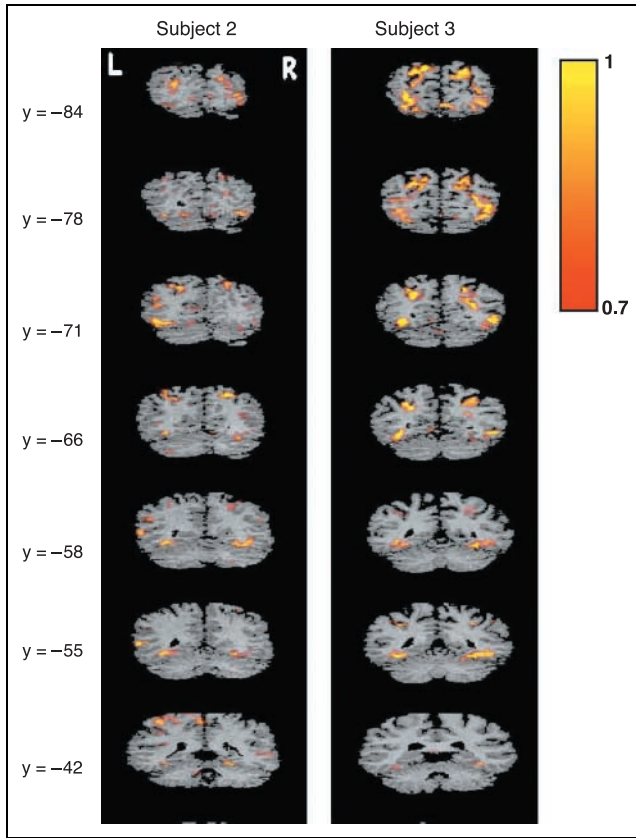 Subject 2 Subject 3
L R
1
y = −84
y = −78
0.7
y = −71
y = −66
y = −58
y = −55
y = −42